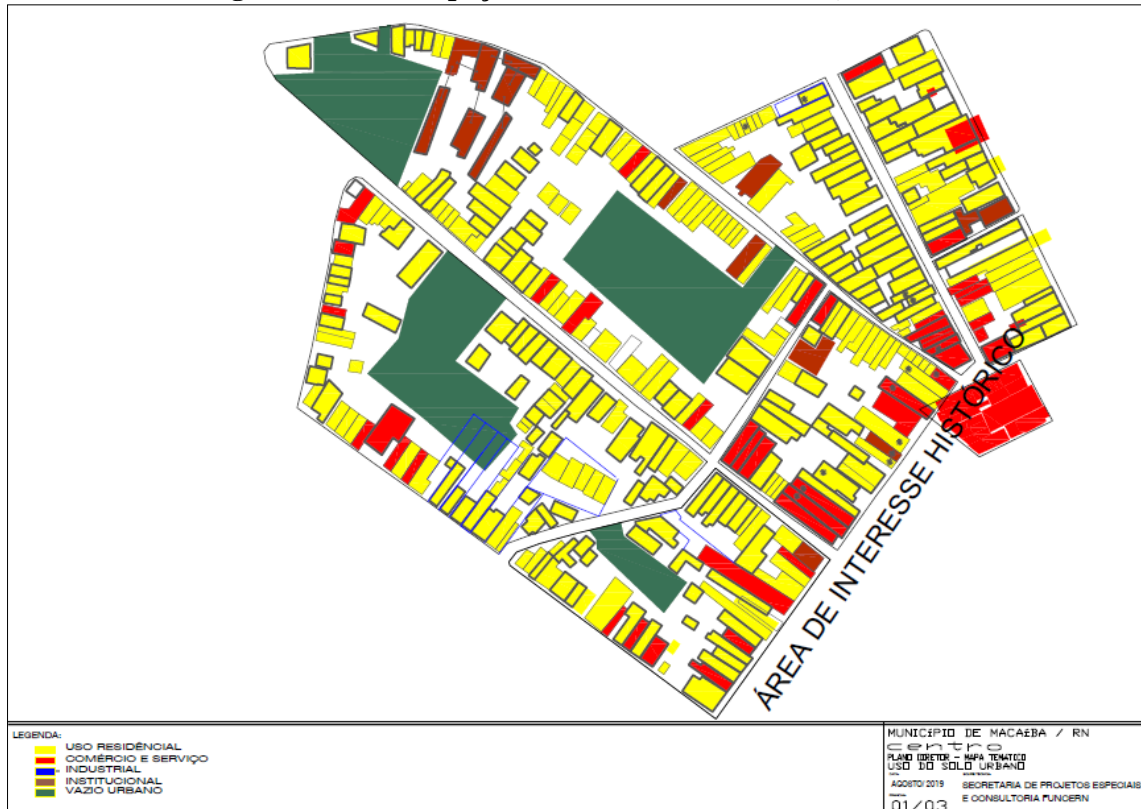 ÁREA DE INTERESSE HISTÓRICO
LEGENDA:
USO RESIDÊNCIAL
COMÉRCIO E SERVIÇO
INDUSTRIAL
INSTITUCIONAL
VAZIO URBANO
MUNICÍPIO DE MACAÍBA / RN
centro
PLANO DIRETOR - MAPA TEMÁTICO
USO DO SOLO URBANO
AGOSTO/2019
SECRETARIA DE PROJETOS ESPECIAIS
E CONSULTORIA FUNCERN
01/03